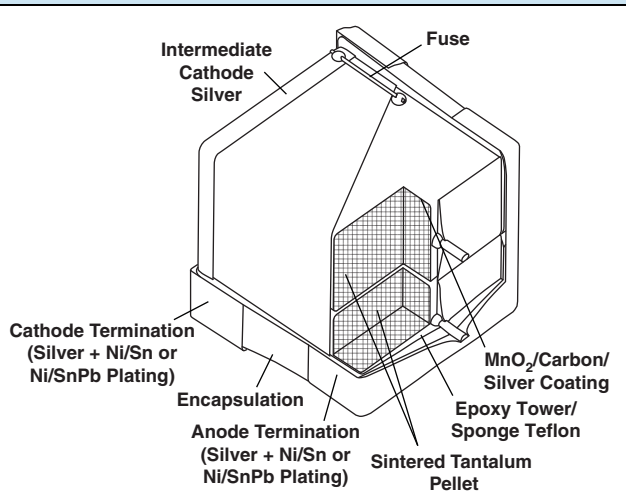 Fuse
Intermediate
Cathode
Silver
Cathode Termination
(Silver + Ni/Sn or
Ni/SnPb Plating)
Encapsulation
Anode Termination
(Silver + Ni/Sn or
Ni/SnPb Plating)
MnO₂/Carbon/
Silver Coating
Epoxy Tower/
Sponge Teflon
Sintered Tantalum
Pellet